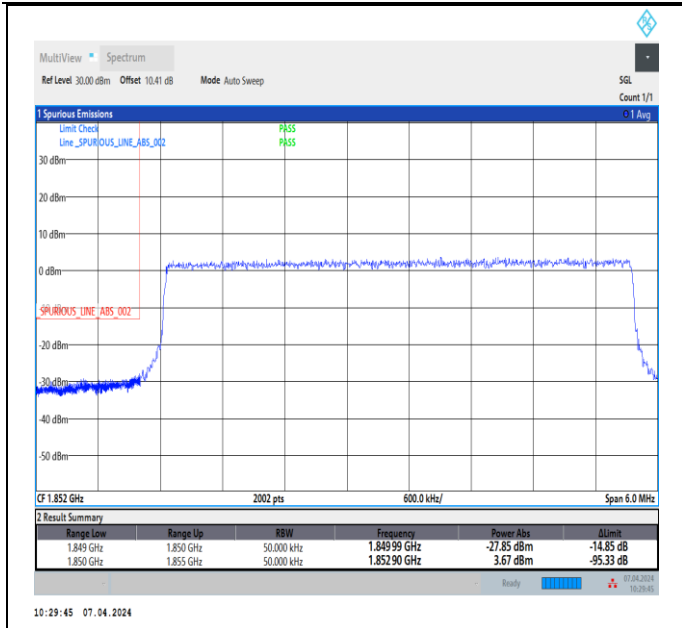 MultiView Spectrum
Ref Level 30.00 dBm Offset 10.41 dB Mode Auto Sweep SGL
Count 1/1
1 Spurious Emissions 1 Avg
Limit Check PASS
Line _SPURIOUS_LINE_ABS_002 PASS
30 dBm
20 dBm
10 dBm
0 dBm
-10 dBm
_SPURIOUS_LINE_ABS_002
-20 dBm
-30 dBm
-40 dBm
-50 dBm
CF 1.852 GHz 2002 pts 600.0 kHz/ Span 6.0 MHz
2 Result Summary
Range Low Range Up RBW Frequency Power Abs ΔLimit
1.849 GHz 1.850 GHz 50.000 kHz 1.84999 GHz -27.85 dBm -14.85 dB
1.850 GHz 1.855 GHz 50.000 kHz 1.85290 GHz 3.67 dBm -95.33 dB
Ready 07.04.2024
10:29:45
10:29:45 07.04.2024